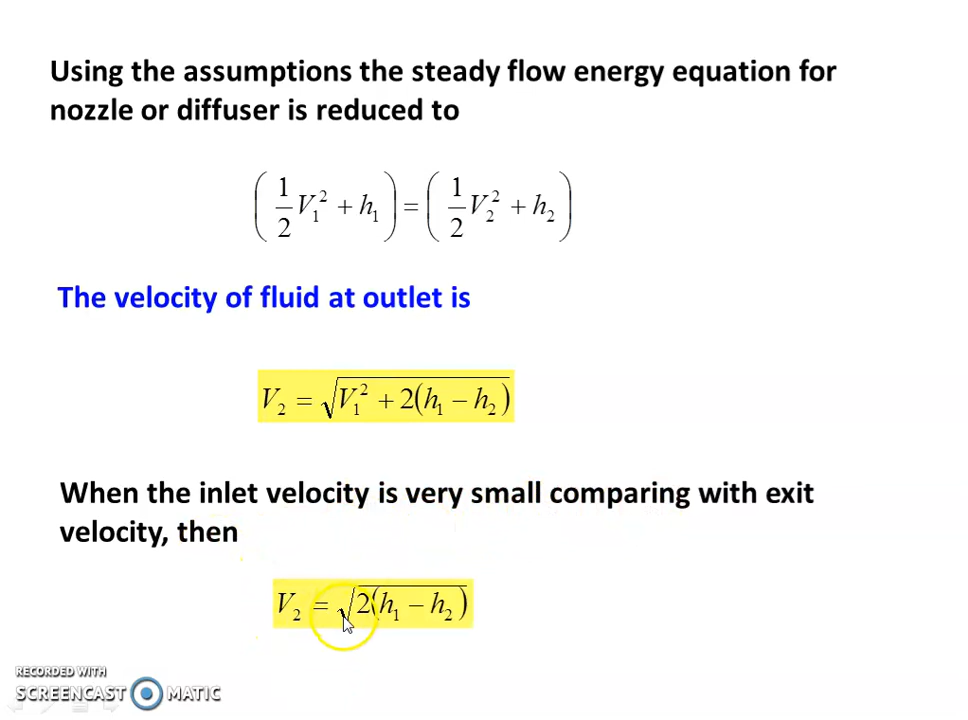 Using the assumptions the steady flow energy equation for
nozzle or diffuser is reduced to
(1/2 V₁² + h₁) = (1/2 V₂² + h₂)
The velocity of fluid at outlet is
V₂ = √(V₁² + 2(h₁ − h₂))
When the inlet velocity is very small comparing with exit
velocity, then
V₂ = √(2(h₁ − h₂))
RECORDED WITH
SCREENCAST MATIC